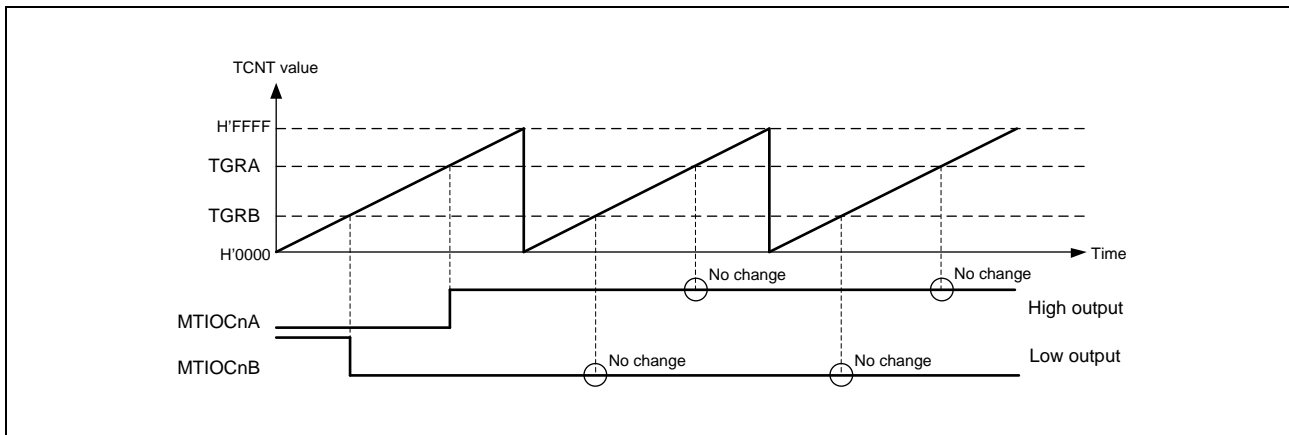 TCNT value
H'FFFF
TGRA
TGRB
H'0000
Time
No change
No change
High output
MTIOCnA
No change
No change
Low output
MTIOCnB